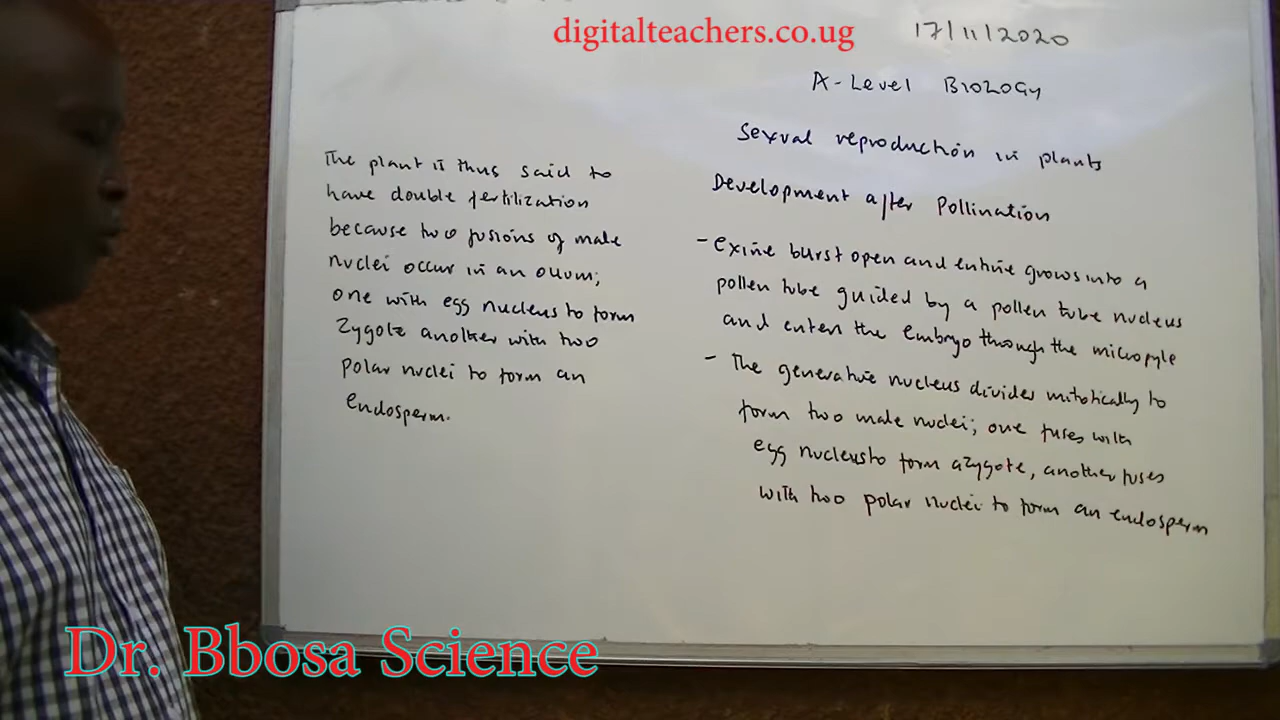 digitalteachers.co.ug
17/11/2020
A-Level Biology
Sexual reproduction in plants
Development after Pollination
- Exine burst open and intine grows into a
pollen tube guided by a pollen tube nucleus
and enters the embryo through the micropyle
- The generative nucleus divides mitotically to
form two male nuclei; one fuses with
egg nucleus to form a zygote, another fuses
with two polar nuclei to form an endosperm
The plant is thus said to
have double fertilization
because two fusions of male
nuclei occur in an ovum;
one with egg nucleus to form
zygote another with two
polar nuclei to form an
endosperm.
Dr. Bbosa Science